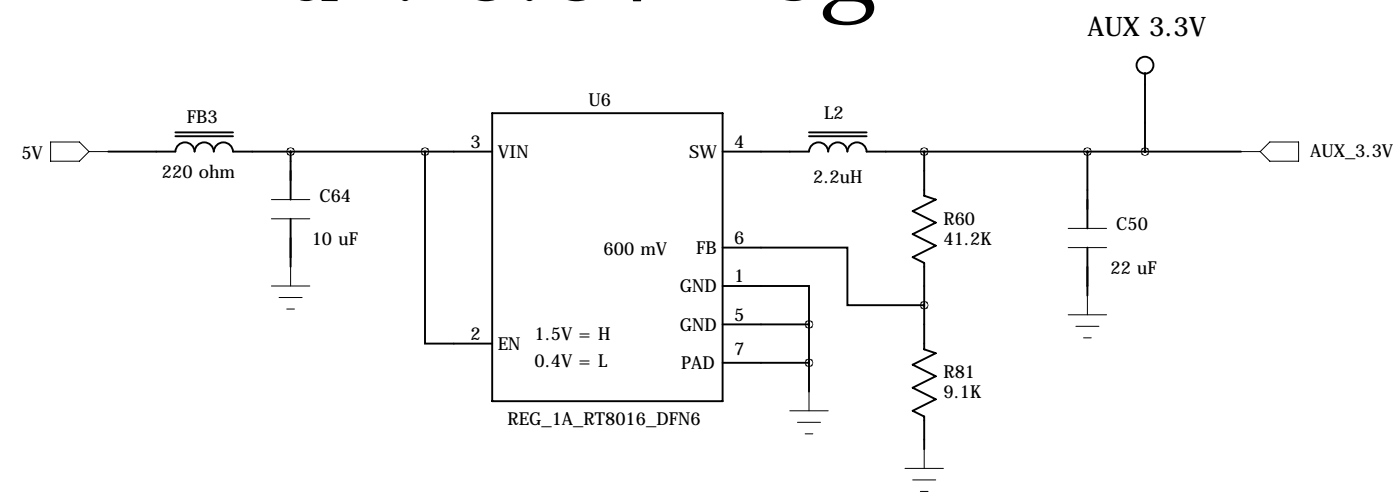 AUX 3.3V
U6
FB3
L2
5V
3
VIN
SW
4
AUX_3.3V
220 ohm
2.2uH
C64
10 uF
R60
41.2K
C50
22 uF
600 mV
FB
6
GND
1
GND
5
2
EN
1.5V = H
0.4V = L
PAD
7
R81
9.1K
REG_1A_RT8016_DFN6